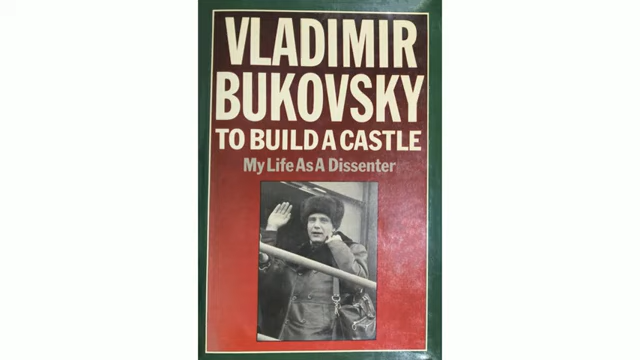 VLADIMIR
BUKOVSKY
TO BUILD A CASTLE
My Life As A Dissenter